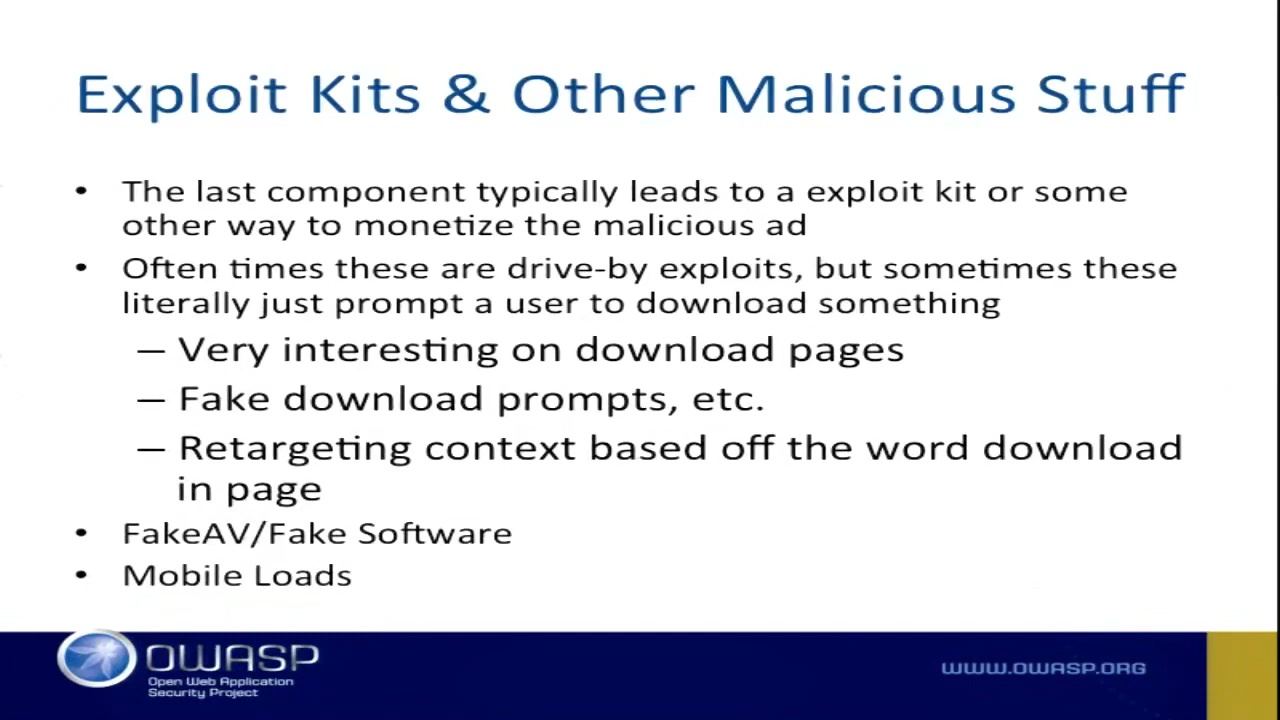 Exploit Kits & Other Malicious Stuff
• The last component typically leads to a exploit kit or some
other way to monetize the malicious ad
• Often times these are drive-by exploits, but sometimes these
literally just prompt a user to download something
– Very interesting on download pages
– Fake download prompts, etc.
– Retargeting context based off the word download
in page
• FakeAV/Fake Software
• Mobile Loads
OWASP
Open Web Application
Security Project
WWW.OWASP.ORG